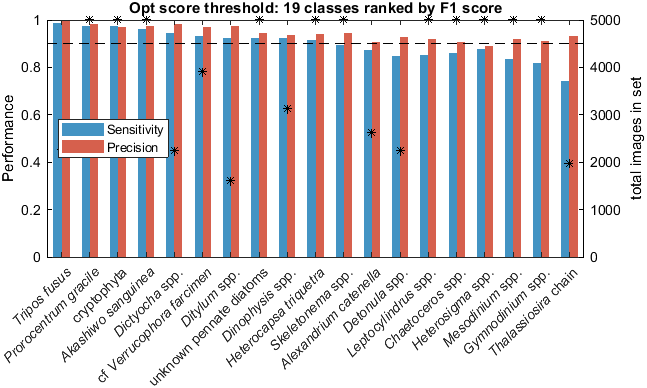 Opt score threshold: 19 classes ranked by F1 score
Performance
1
0.8
0.6
0.4
0.2
0
Sensitivity
Precision
5000
4000
3000
2000
1000
0
total images in set
Tripos fusus
Prorocentrum gracile
cryptophyta
Akashiwo sanguinea
Dictyocha spp.
cf Verrucophora farcimen
Ditylum spp.
unknown pennate diatoms
Dinophysis spp.
Heterocapsa triquetra
Skeletonema spp.
Alexandrium catenella
Detonula spp.
Leptocylindrus spp.
Chaetoceros spp.
Heterosigma spp.
Mesodinium spp.
Gymnodinium spp.
Thalassiosira chain